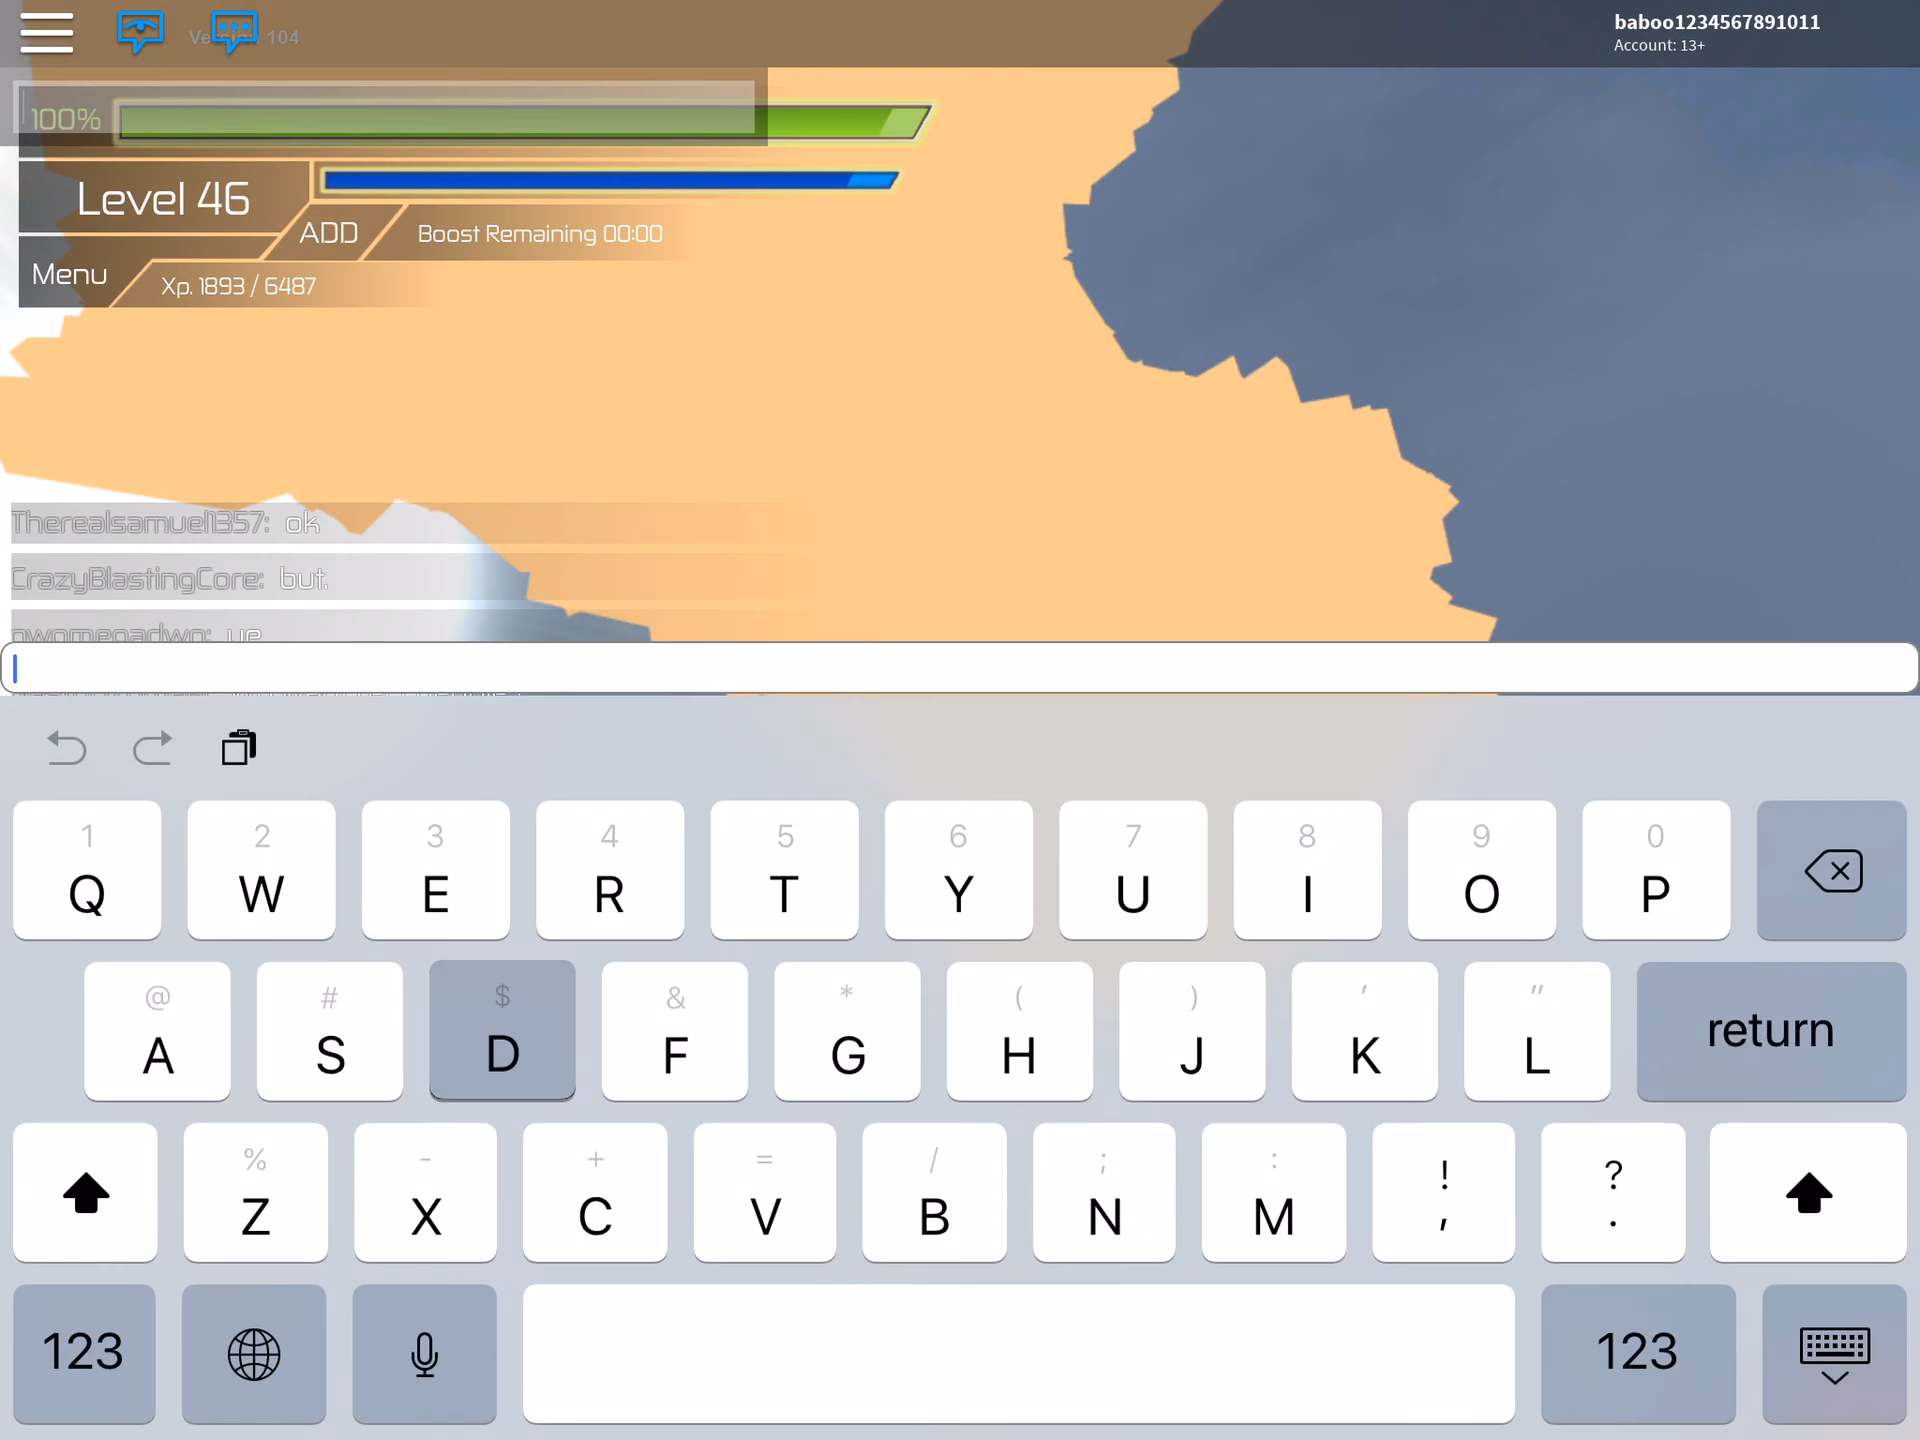 Version 104
baboo1234567891011
Account: 13+
100%
Level 46
ADD
Boost Remaining 00:00
Menu
Xp. 1893 / 6487
Therealsamuel1357: ok
CrazyBlastingCore: but.
1 2 3 4 5 6 7 8 9 0
Q W E R T Y U I O P
@ # $ & * ( ) ' "
A S D F G H J K L return
% - + = / ; : ! ?
Z X C V B N M , .
123 123